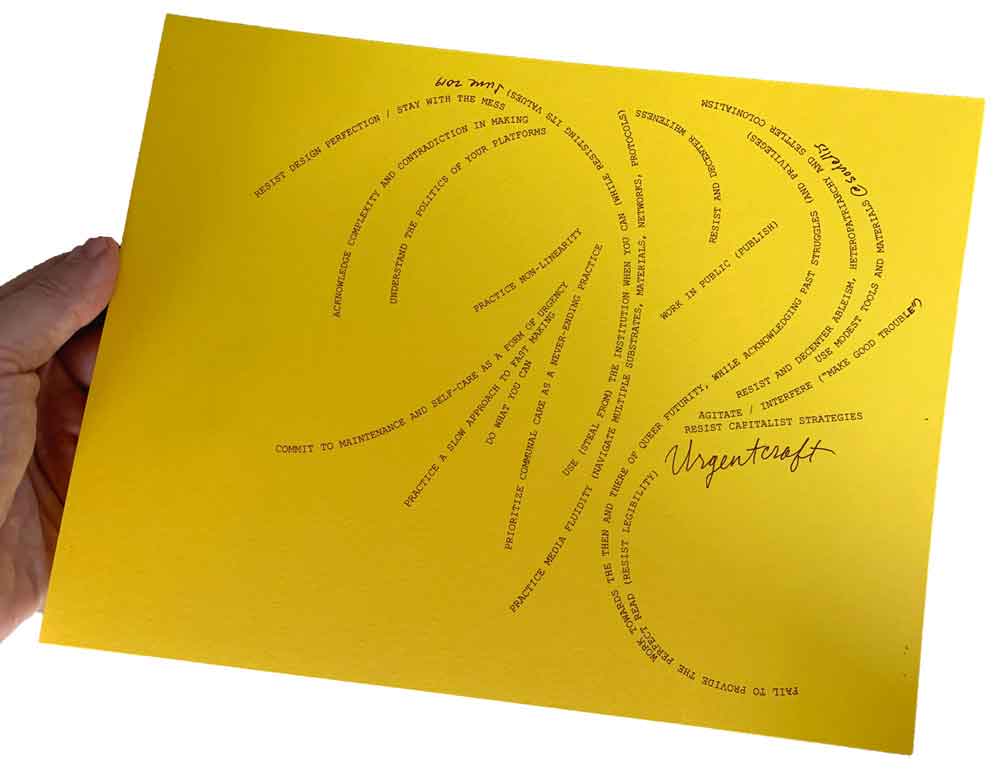 RESIST DESIGN PERFECTION / STAY WITH THE MESS
ACKNOWLEDGE COMPLEXITY AND CONTRADICTION IN MAKING
UNDERSTAND THE POLITICS OF YOUR PLATFORMS
June 2019
PRACTICE NON-LINEARITY
COMMIT TO MAINTENANCE AND SELF-CARE AS A FORM OF URGENCY
PRACTICE A SLOW APPROACH TO FAST MAKING
DO WHAT YOU CAN
PRIORITIZE COMMUNAL CARE AS A NEVER-ENDING PRACTICE
USE (STEAL FROM) THE INSTITUTION WHEN YOU CAN (WHILE RESISTING ITS VALUES)
PRACTICE MEDIA FLUIDITY (NAVIGATE MULTIPLE SUBSTRATES, MATERIALS, NETWORKS, PROTOCOLS)
RESIST AND DECENTER WHITENESS
WORK IN PUBLIC (PUBLISH)
WORK TOWARDS THE THEN AND THERE OF QUEER FUTURITY, WHILE ACKNOWLEDGING PAST STRUGGLES (AND PRIVILEGES)
RESIST AND DECENTER ABLEISM, HETEROPATRIARCHY AND SETTLER COLONIALISM
USE MODEST TOOLS AND MATERIALS
@soulellis
AGITATE / INTERFERE ("MAKE GOOD TROUBLE")
RESIST CAPITALIST STRATEGIES
Urgentcraft
FAIL TO PROVIDE THE PERFECT READ (RESIST LEGIBILITY)